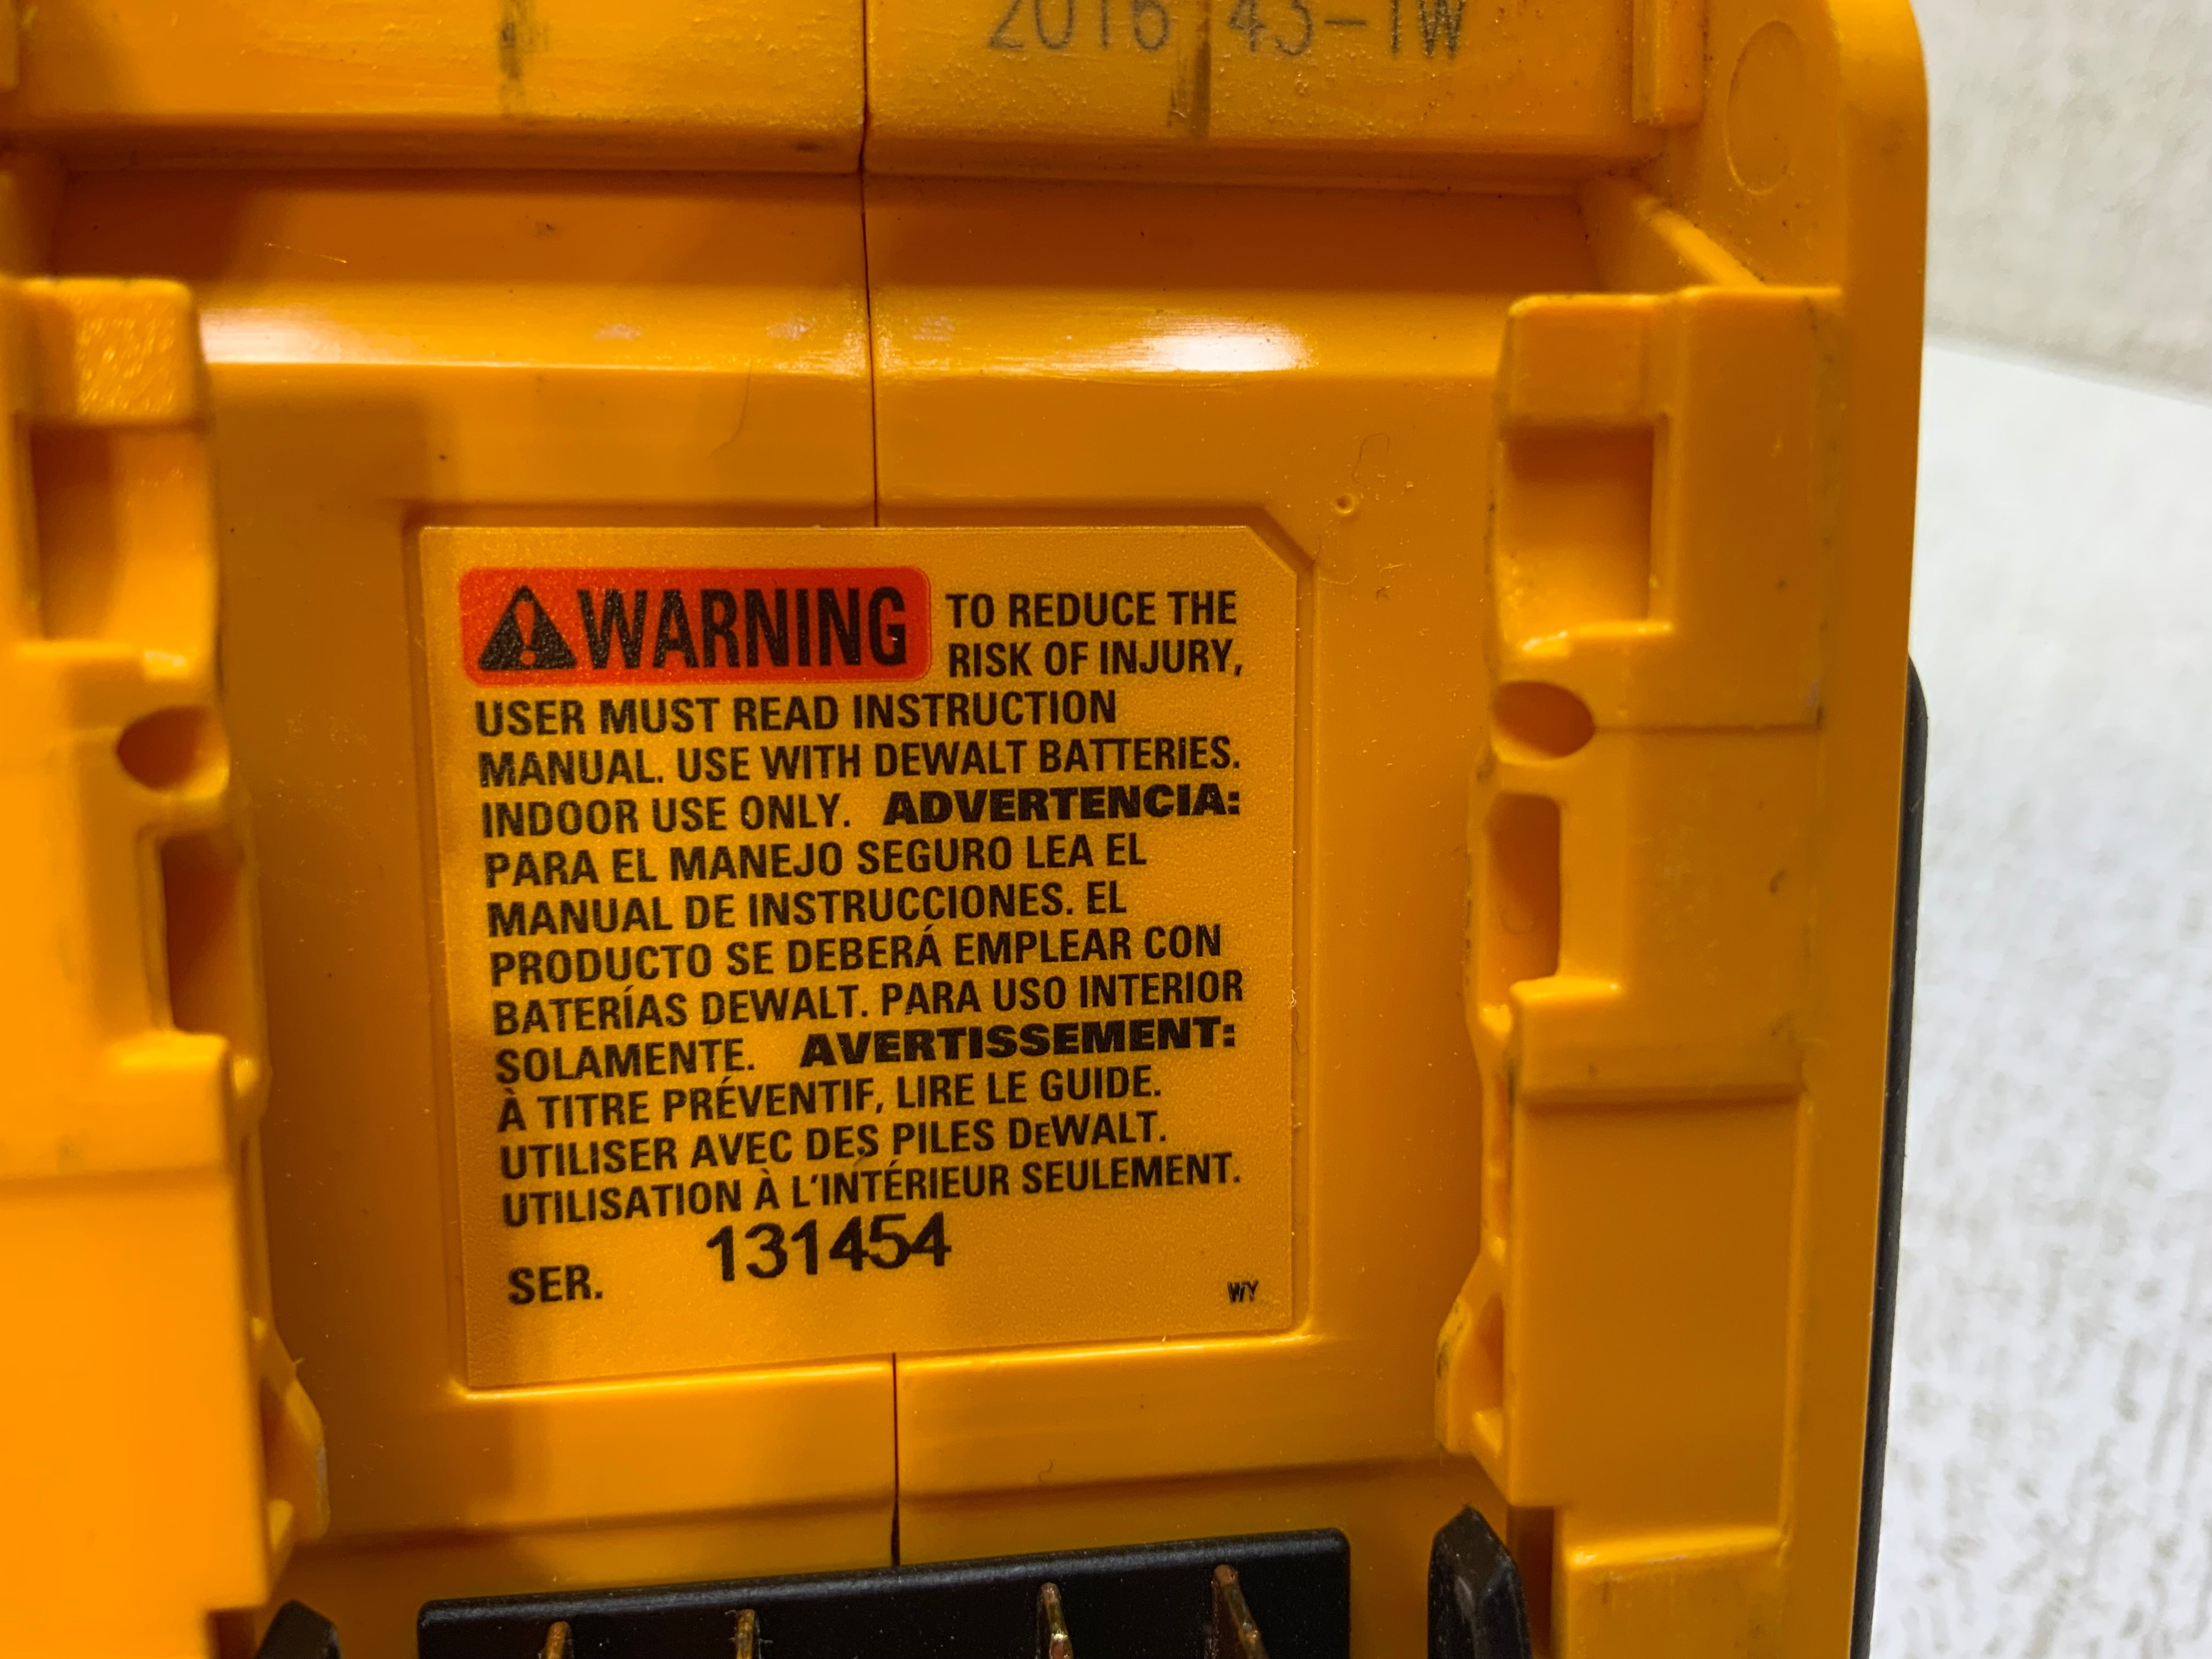 2016 43-TW
WARNING TO REDUCE THE
RISK OF INJURY,
USER MUST READ INSTRUCTION
MANUAL. USE WITH DEWALT BATTERIES.
INDOOR USE ONLY. ADVERTENCIA:
PARA EL MANEJO SEGURO LEA EL
MANUAL DE INSTRUCCIONES. EL
PRODUCTO SE DEBERÁ EMPLEAR CON
BATERÍAS DEWALT. PARA USO INTERIOR
SOLAMENTE. AVERTISSEMENT:
À TITRE PRÉVENTIF, LIRE LE GUIDE.
UTILISER AVEC DES PILES DEWALT.
UTILISATION À L'INTÉRIEUR SEULEMENT.
SER. 131454
WY